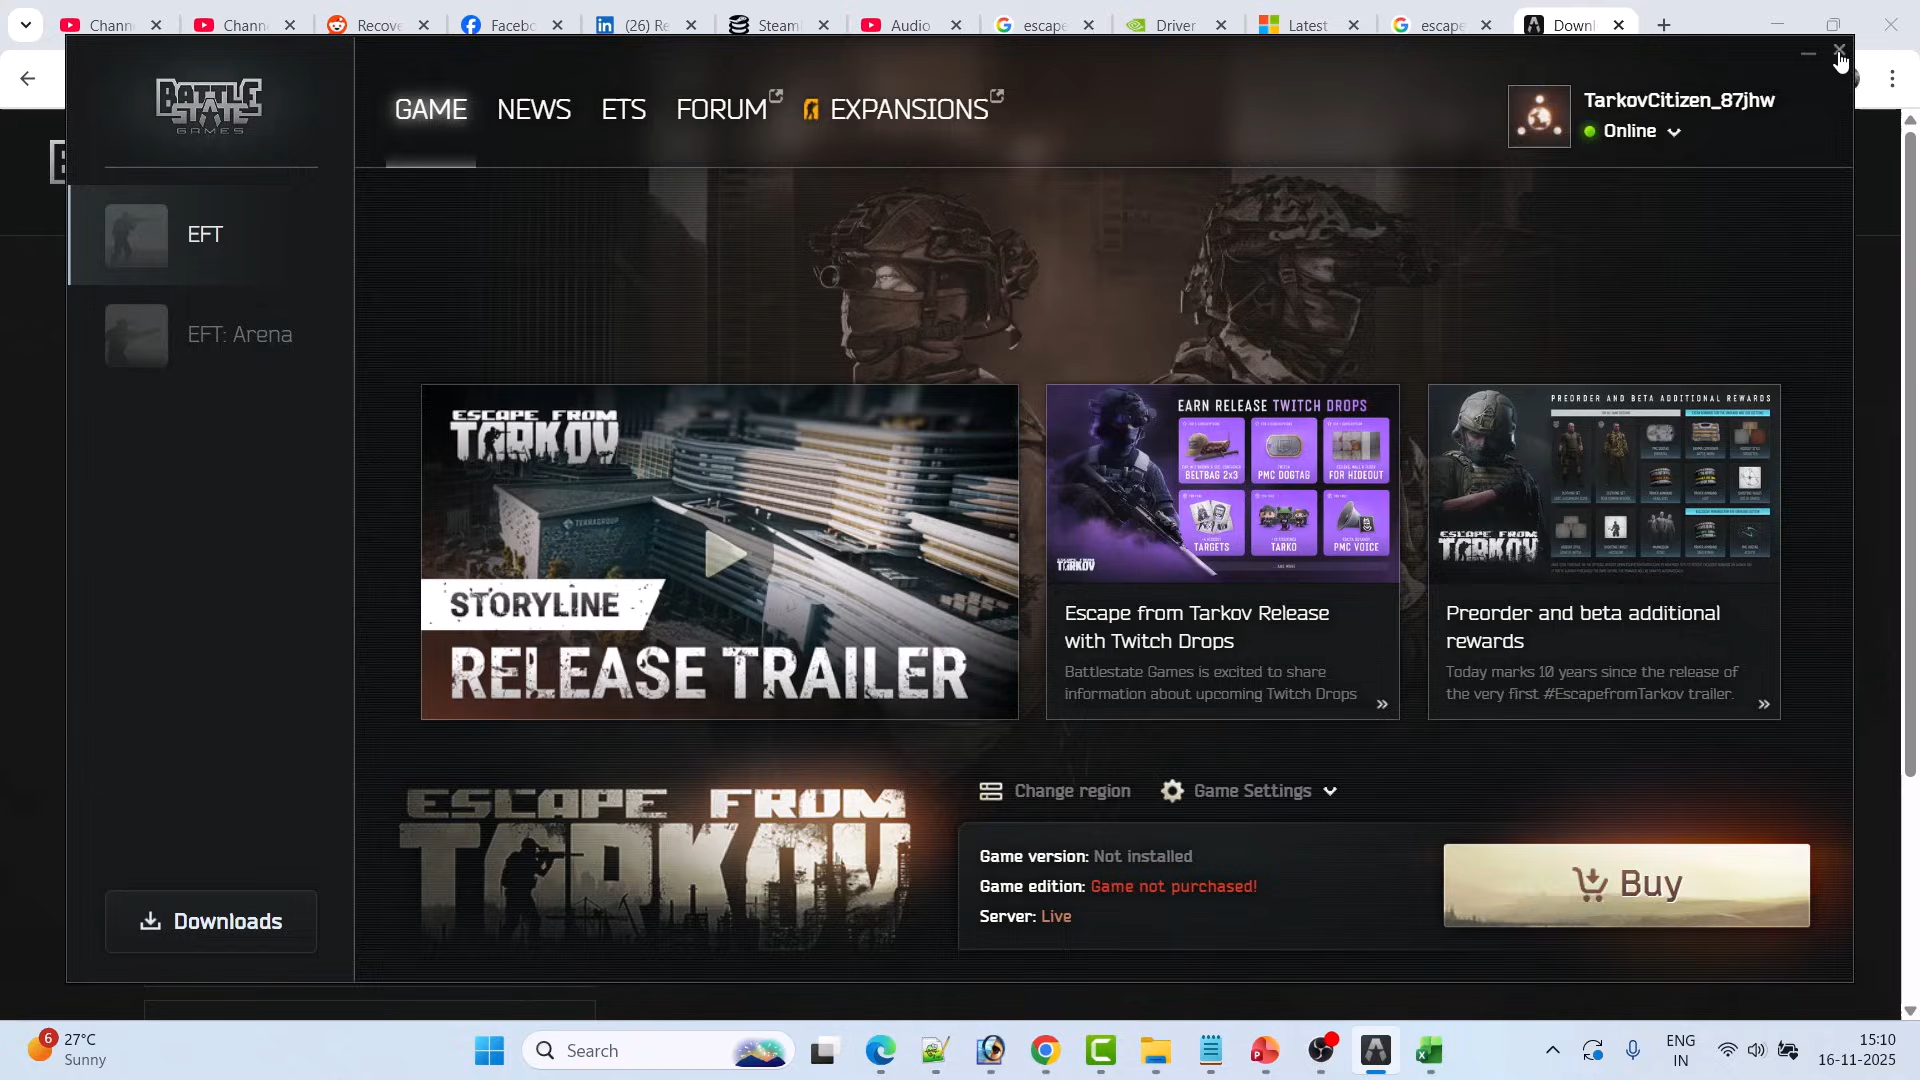 Chann
Chann
Recove
Facebo
(26) Re
Steaml
Audio
escape
Driver
Latest
escape
Downl
BATTLE
STATE
GAMES
GAME
NEWS
ETS
FORUM
EXPANSIONS
TarkovCitizen_87jhw
Online
EFT
EFT: Arena
ESCAPE FROM
TARKOV
TERRAGROUP
STORYLINE
RELEASE TRAILER
EARN RELEASE TWITCH DROPS
BELTBAG 2X3
PMC DOGTAG
FOR HIDEOUT
TARGETS
TARKO
PMC VOICE
Escape from Tarkov Release
with Twitch Drops
Battlestate Games is excited to share
information about upcoming Twitch Drops
PREORDER AND BETA ADDITIONAL
REWARDS
ESCAPE FROM
TARKOV
Preorder and beta additional
rewards
Today marks 10 years since the release of
the very first #EscapefromTarkov trailer.
ESCAPE FROM
TARKOV
Change region
Game Settings
Game version: Not installed
Game edition: Game not purchased!
Server: Live
Buy
Downloads
6
27°C
Sunny
Search
ENG
IN
15:10
16-11-2025